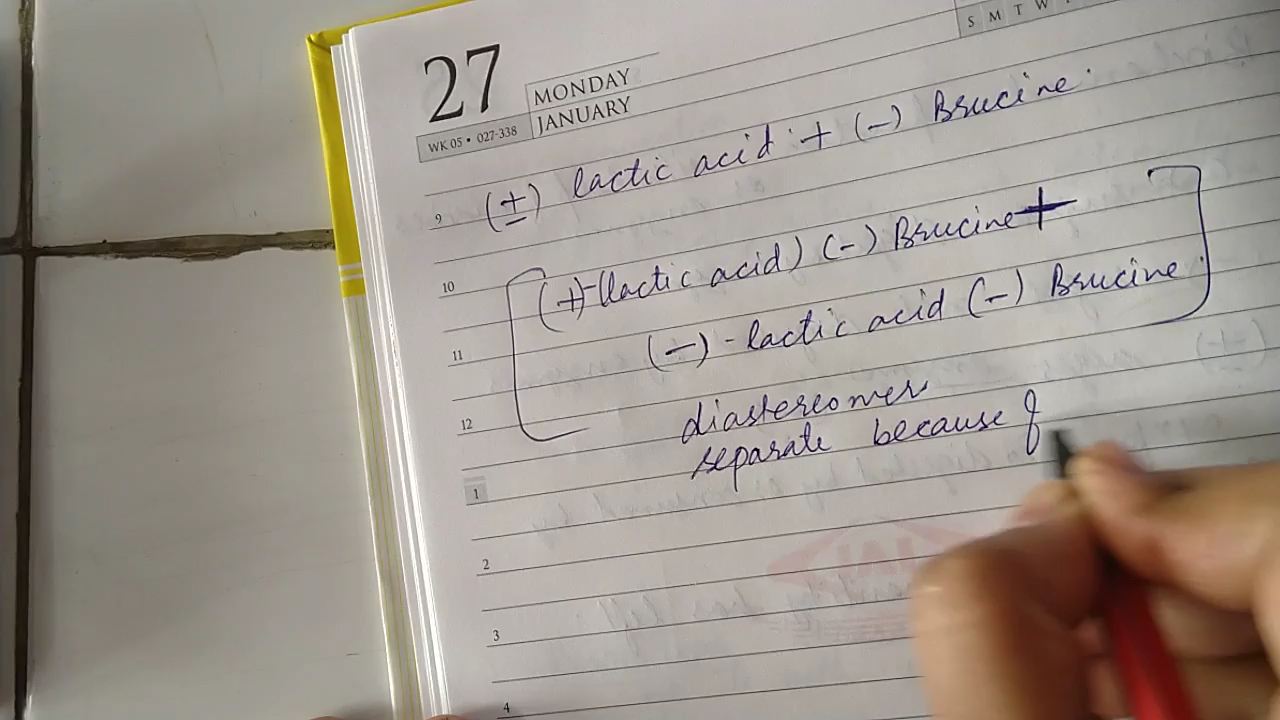 S M T W
27
MONDAY
JANUARY
WK 05 • 027-338
9 (±) lactic acid + (-) Brucine.
10 (+)-(lactic acid) (-) Brucine +
11 (-) - lactic acid (-) Brucine
12 diastereomer
separate because of
1
2
3
4